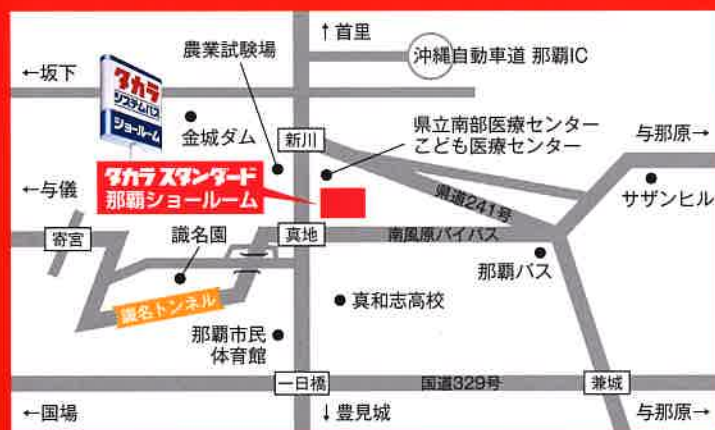 ↑首里
農業試験場
沖縄自動車道 那覇IC
←坂下
タカラ
システムバス
ショールーム
金城ダム
新川
県立南部医療センター
こども医療センター
与那原→
タカラスタンダード
那覇ショールーム
←与儀
県道241号
サザンヒル
寄宮
識名園
真地
南風原バイパス
那覇バス
識名トンネル
真和志高校
那覇市民
体育館
一日橋
国道329号
兼城
←国場
↓豊見城
与那原→